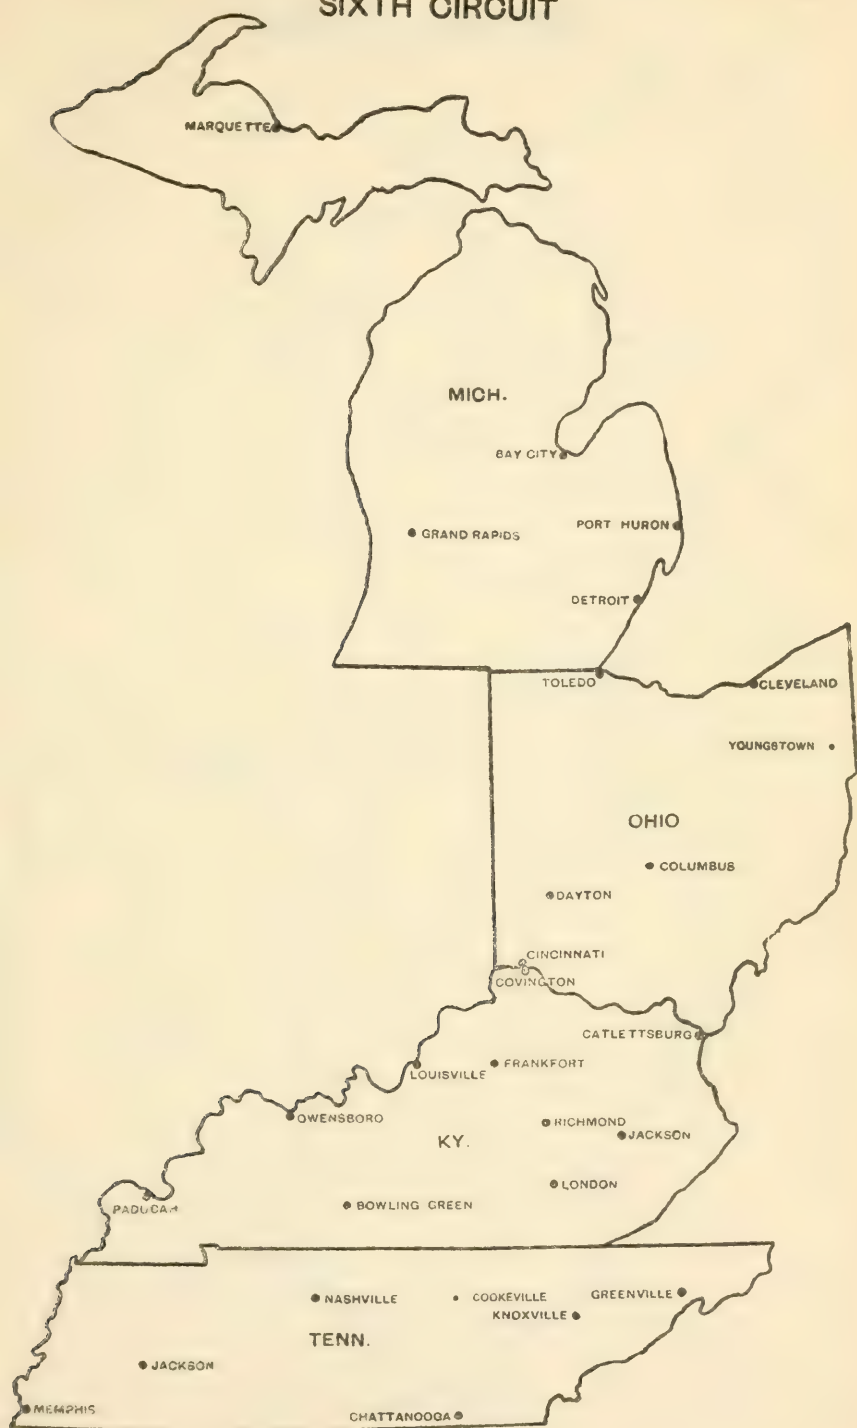 SIXTH CIRCUIT
MARQUETTE
MICH.
BAY CITY
GRAND RAPIDS
PORT HURON
DETROIT
TOLEDO
CLEVELAND
YOUNGSTOWN
OHIO
COLUMBUS
DAYTON
CINCINNATI
COVINGTON
CATLETTSBURG
LOUISVILLE
FRANKFORT
OWENSBORO
RICHMOND
KY.
JACKSON
LONDON
PADUCAH
BOWLING GREEN
NASHVILLE
COOKEVILLE
GREENVILLE
KNOXVILLE
TENN.
JACKSON
MEMPHIS
CHATTANOOGA